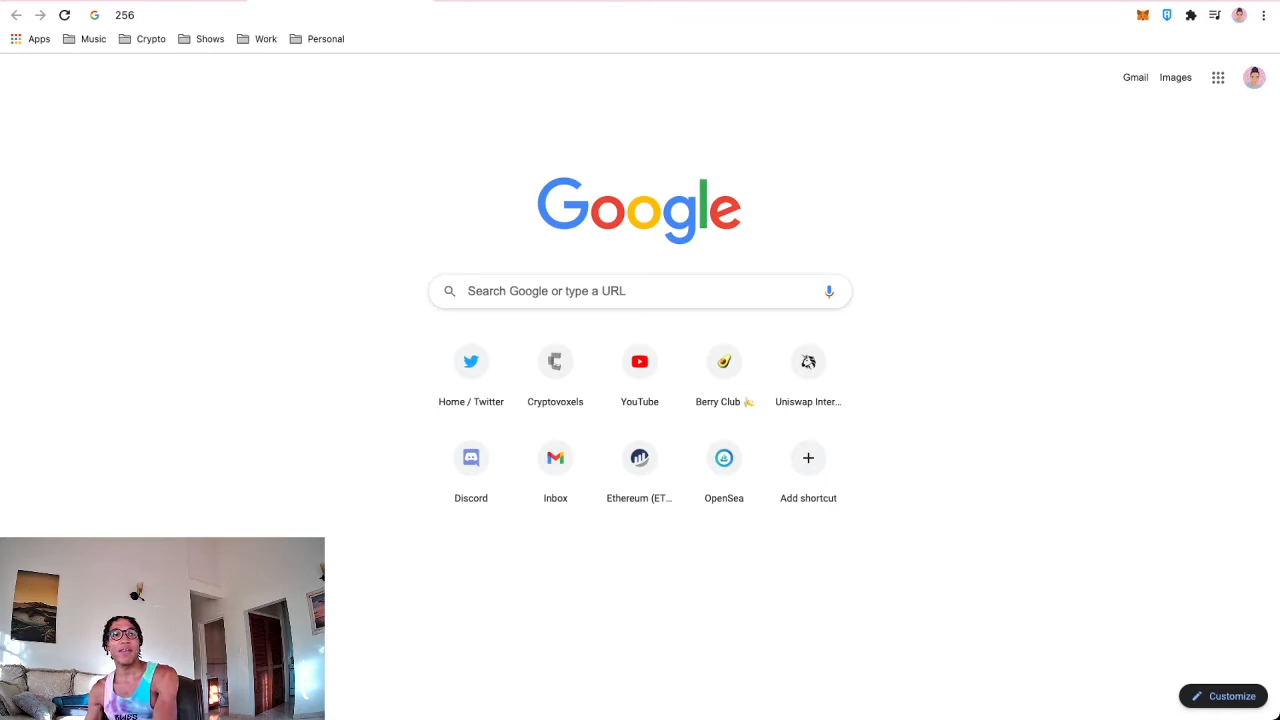 256
Apps Music Crypto Shows Work Personal
Gmail Images
Google
Search Google or type a URL
Home / Twitter Cryptovoxels YouTube Berry Club Uniswap Inter...
Discord Inbox Ethereum (ET... OpenSea Add shortcut
Customize